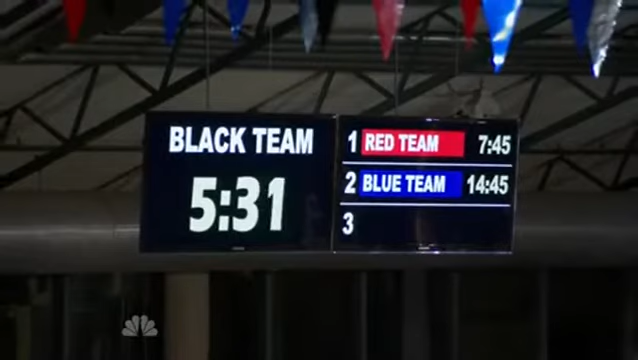 BLACK TEAM
5:31
1 RED TEAM 7:45
2 BLUE TEAM 14:45
3